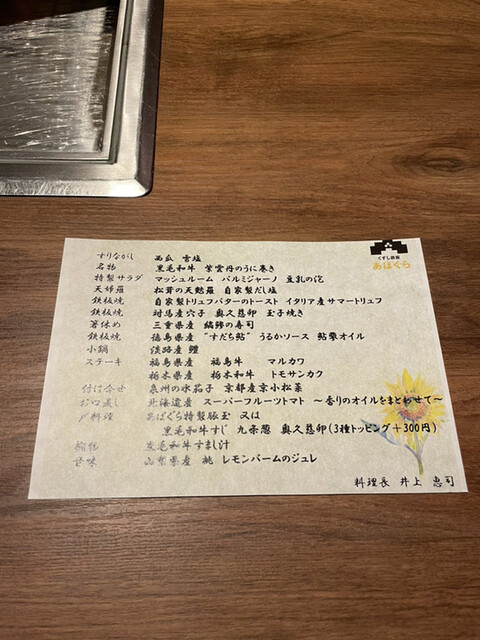 くずし鉄板
あばぐら
すりながし 西瓜 雪塩
名物 黒毛和牛 紫雲丹のうに巻き
特製サラダ マッシュルーム パルミジャーノ 豆乳の泡
天婦羅 松茸の天麩羅 自家製だし塩
鉄板焼 自家製トリュフバターのトースト イタリア産サマートリュフ
鉄板焼 対馬産穴子 奥久慈卵 玉子焼き
箸休め 三重県産 縞鯵の寿司
鉄板焼 徳島県産 “すだち鮎” うるかソース 鮎蓼オイル
小鍋 淡路産 鱧
ステーキ 福島県産 福島牛 マルカワ
栃木県産 栃木和牛 トモサンカク
付け合せ 泉州の水茄子 京都産京小松菜
お口直し 北海道産 スーパーフルーツトマト ～香りのオイルをまとわせて～
〆料理 あばぐら特製豚玉 又は
黒毛和牛すじ 九条葱 奥久慈卵(3種トッピング+300円)
椀物 黒毛和牛すまし汁
甘味 山梨県産 桃 レモンバームのジュレ
料理長 井上 恵司